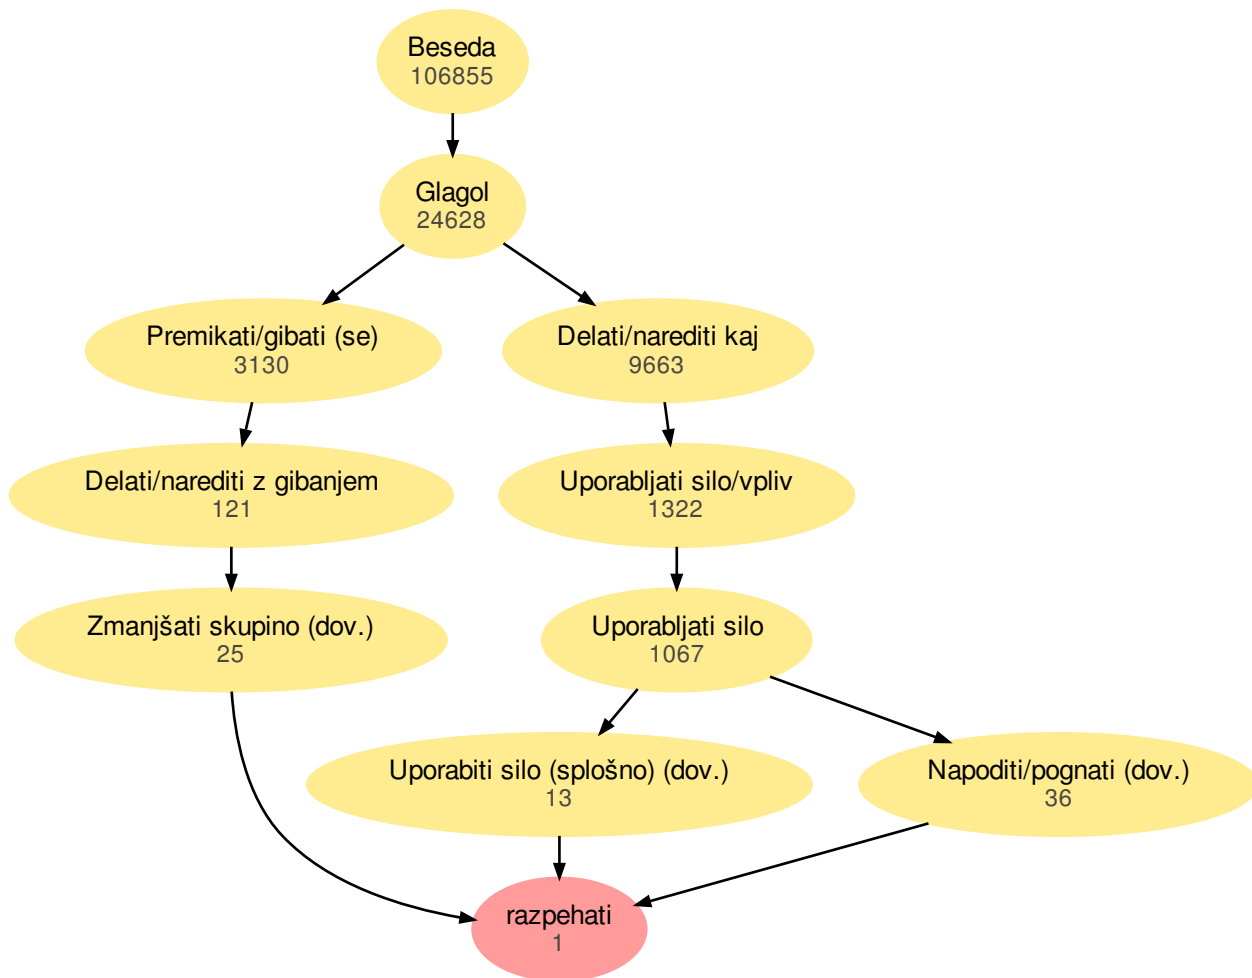 Beseda
106855
Glagol
24628
Premikati/gibati (se)
3130
Delati/narediti kaj
9663
Delati/narediti z gibanjem
121
Uporabljati silo/vpliv
1322
Zmanjšati skupino (dov.)
25
Uporabljati silo
1067
Uporabiti silo (splošno) (dov.)
13
Napoditi/pognati (dov.)
36
razpehati
1